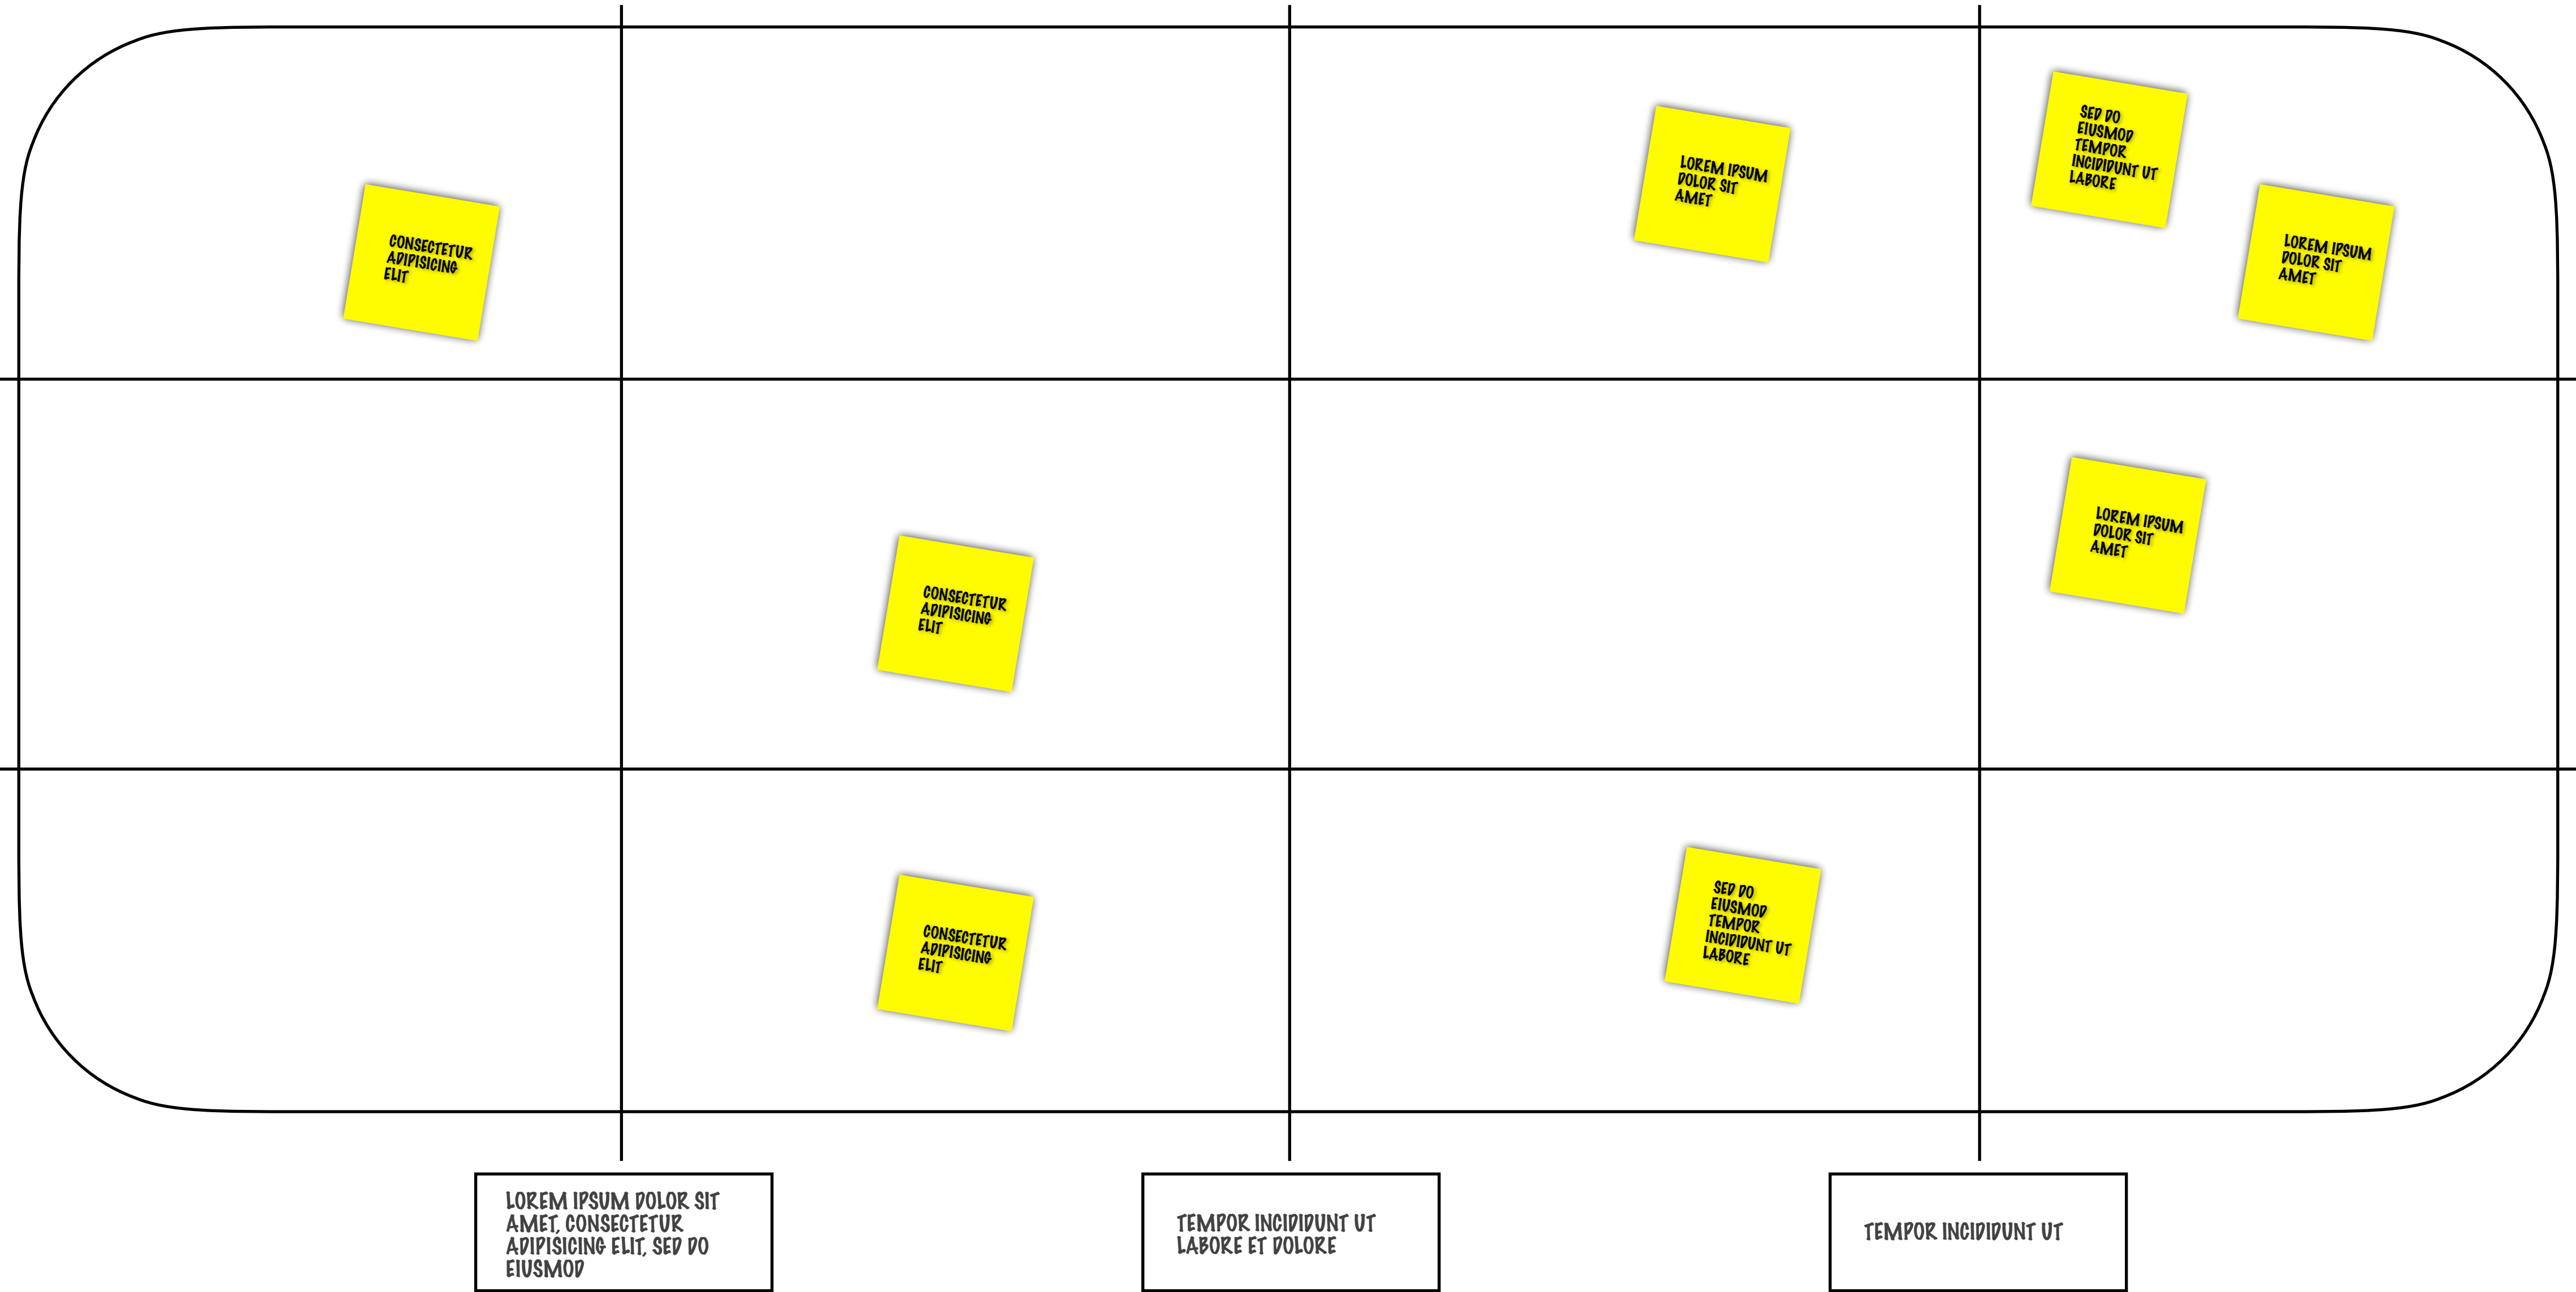 SED DO
EIUSMOD
TEMPOR
INCIDIDUNT UT
LABORE
LOREM IPSUM
DOLOR SIT
AMET
CONSECTETUR
ADIPISICING
ELIT
LOREM IPSUM
DOLOR SIT
AMET
CONSECTETUR
ADIPISICING
ELIT
LOREM IPSUM
DOLOR SIT
AMET
CONSECTETUR
ADIPISICING
ELIT
SED DO
EIUSMOD
TEMPOR
INCIDIDUNT UT
LABORE
LOREM IPSUM DOLOR SIT
AMET, CONSECTETUR
ADIPISICING ELIT, SED DO
EIUSMOD
TEMPOR INCIDIDUNT UT
LABORE ET DOLORE
TEMPOR INCIDIDUNT UT